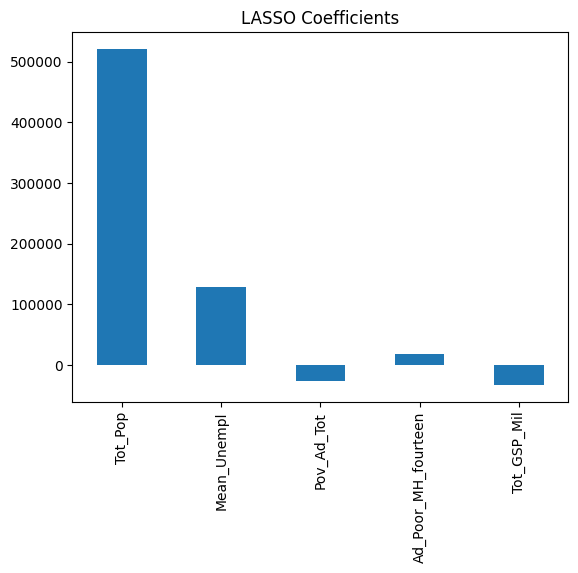 LASSO Coefficients
500000
400000
300000
200000
100000
0
Tot_Pop
Mean_Unempl
Pov_Ad_Tot
Ad_Poor_MH_fourteen
Tot_GSP_Mil